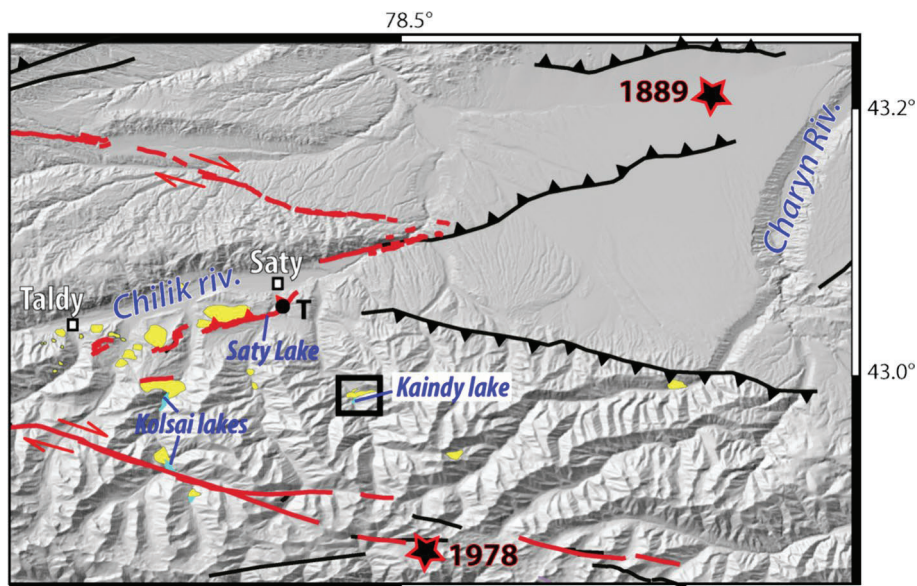 78.5°
1889
43.2°
Charyn Riv.
Saty
Chilik riv.
Taldy
T
Saty Lake
43.0°
Kaindy lake
Kolsai lakes
1978